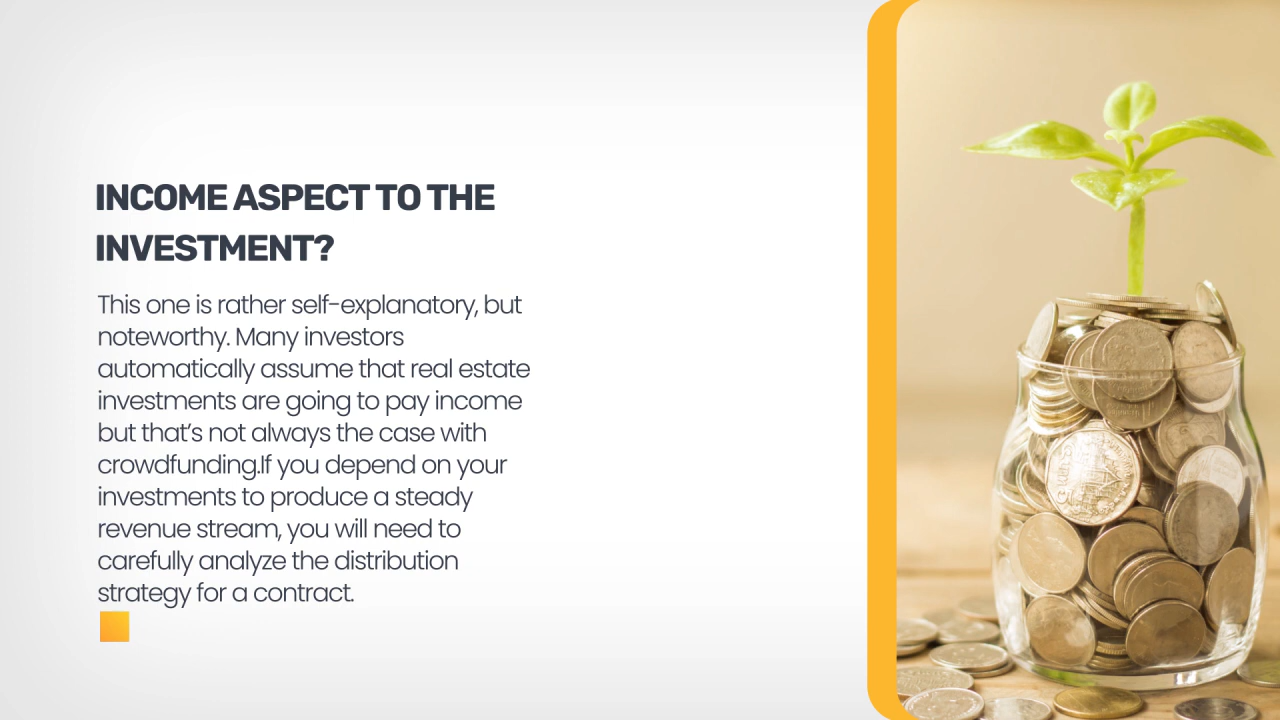 INCOME ASPECT TO THE
INVESTMENT?
This one is rather self-explanatory, but
noteworthy. Many investors
automatically assume that real estate
investments are going to pay income
but that's not always the case with
crowdfunding.If you depend on your
investments to produce a steady
revenue stream, you will need to
carefully analyze the distribution
strategy for a contract.